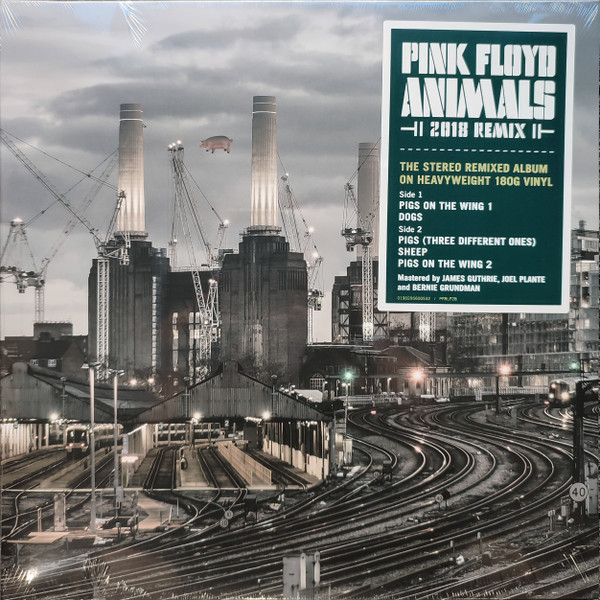 PINK FLOYD
ANIMALS
2018 REMIX
THE STEREO REMIXED ALBUM
ON HEAVYWEIGHT 180G VINYL
Side 1
PIGS ON THE WING 1
DOGS
Side 2
PIGS (THREE DIFFERENT ONES)
SHEEP
PIGS ON THE WING 2
Mastered by JAMES GUTHRIE, JOEL PLANTE
and BERNIE GRUNDMAN
40